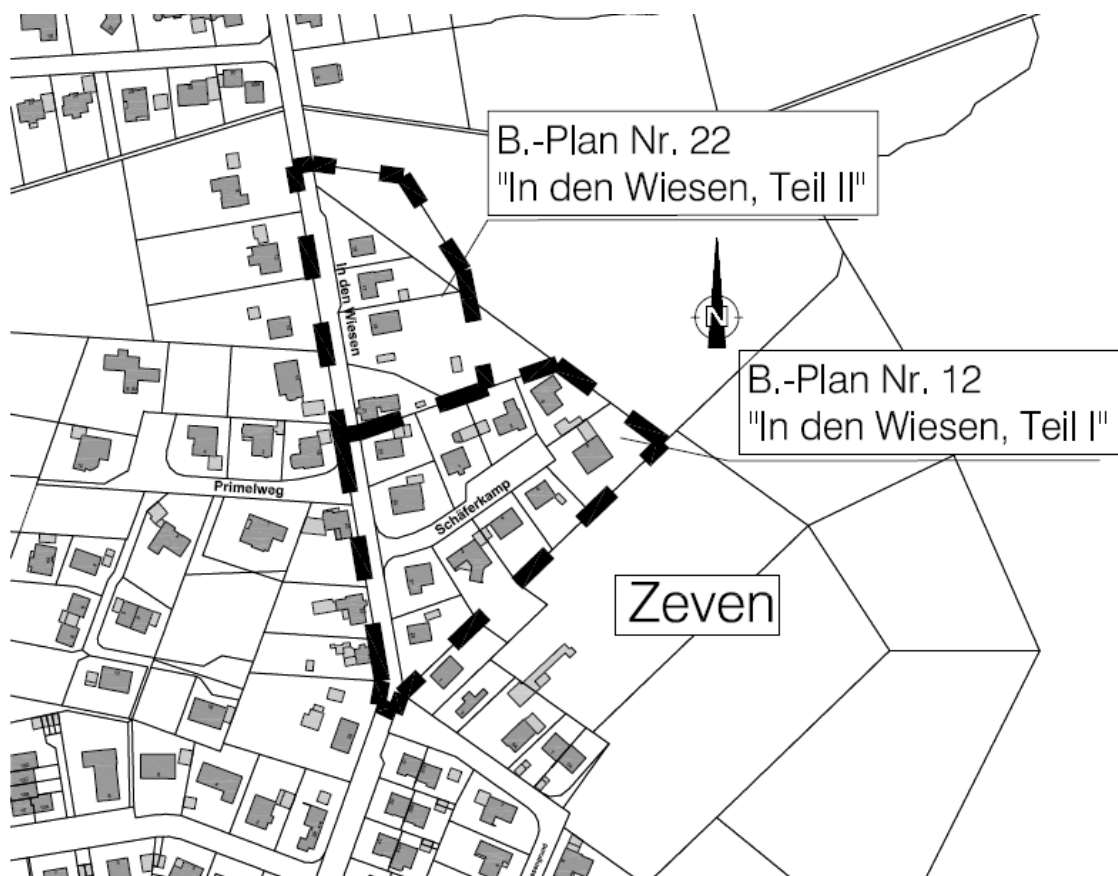 B.-Plan Nr. 22
"In den Wiesen, Teil II"
In den Wiesen
N
B.-Plan Nr. 12
"In den Wiesen, Teil I"
Primelweg
Schäferkamp
Zeven